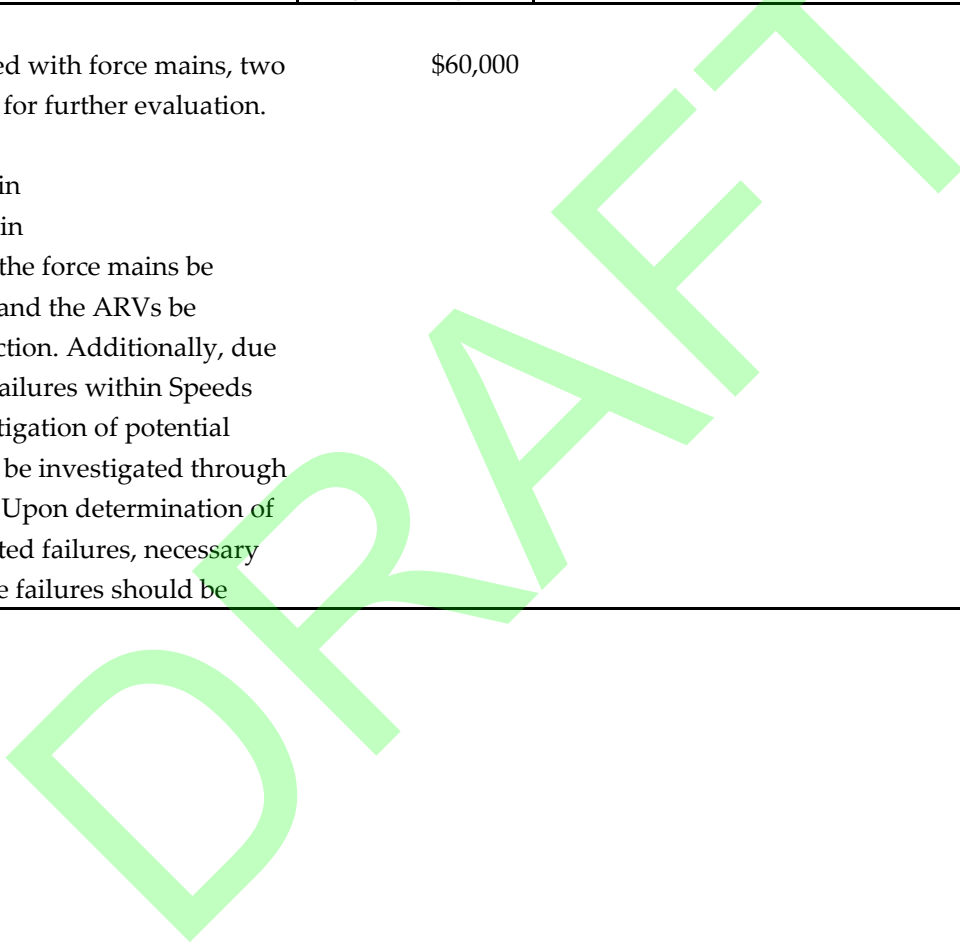 ed with force mains, two $60,000
for further evaluation.
in
in
the force mains be
and the ARVs be
ction. Additionally, due
ailures within Speeds
tigation of potential
be investigated through
Upon determination of
ted failures, necessary
e failures should be
DRAFT